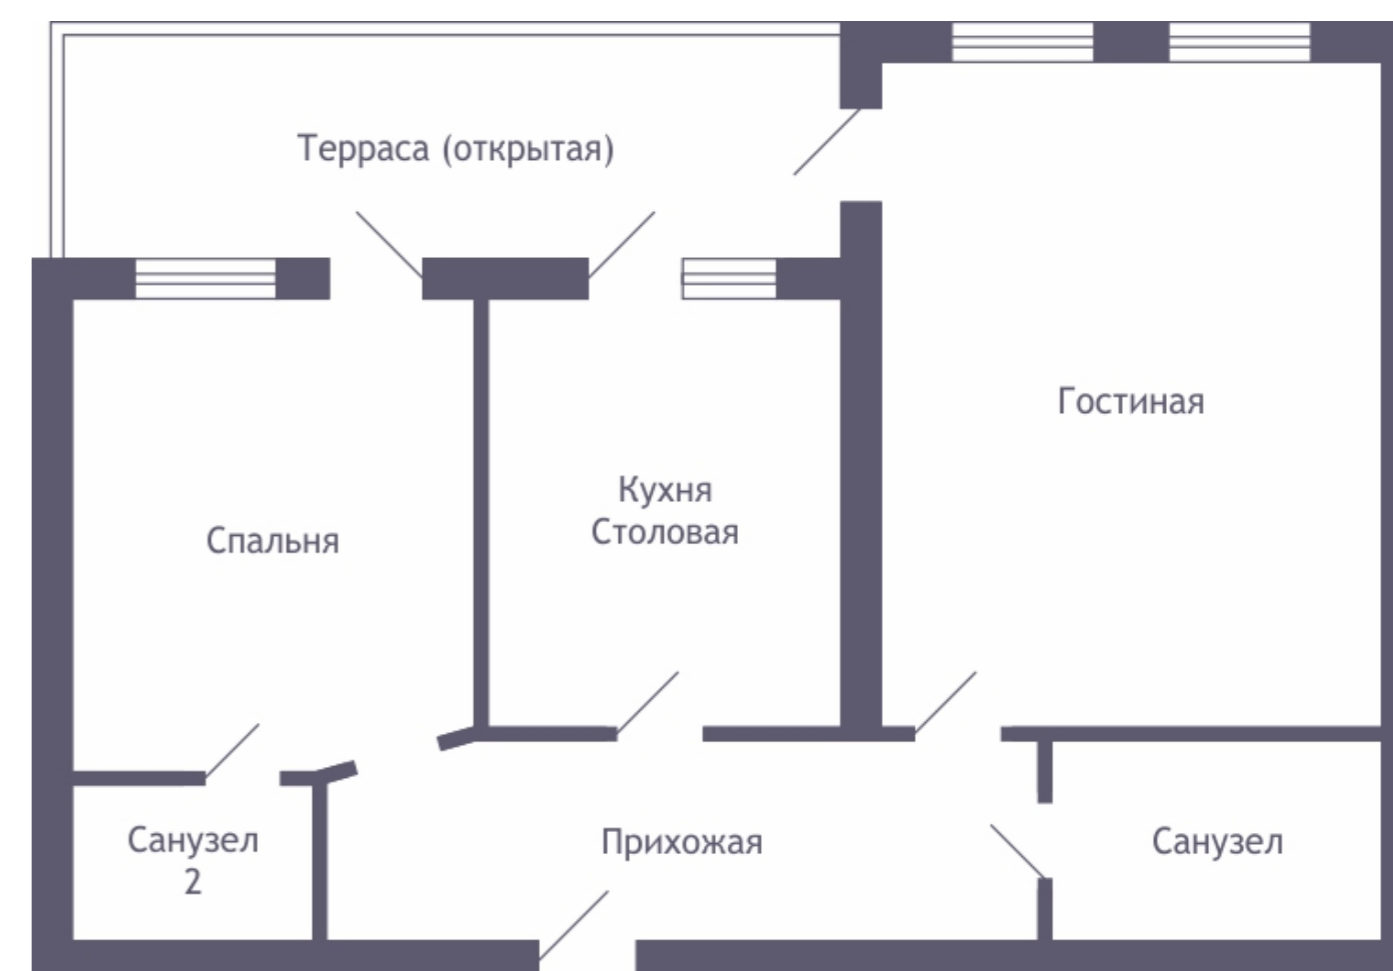 Терраса (открытая)
Гостиная
Кухня
Столовая
Спальня
Санузел
2
Прихожая
Санузел